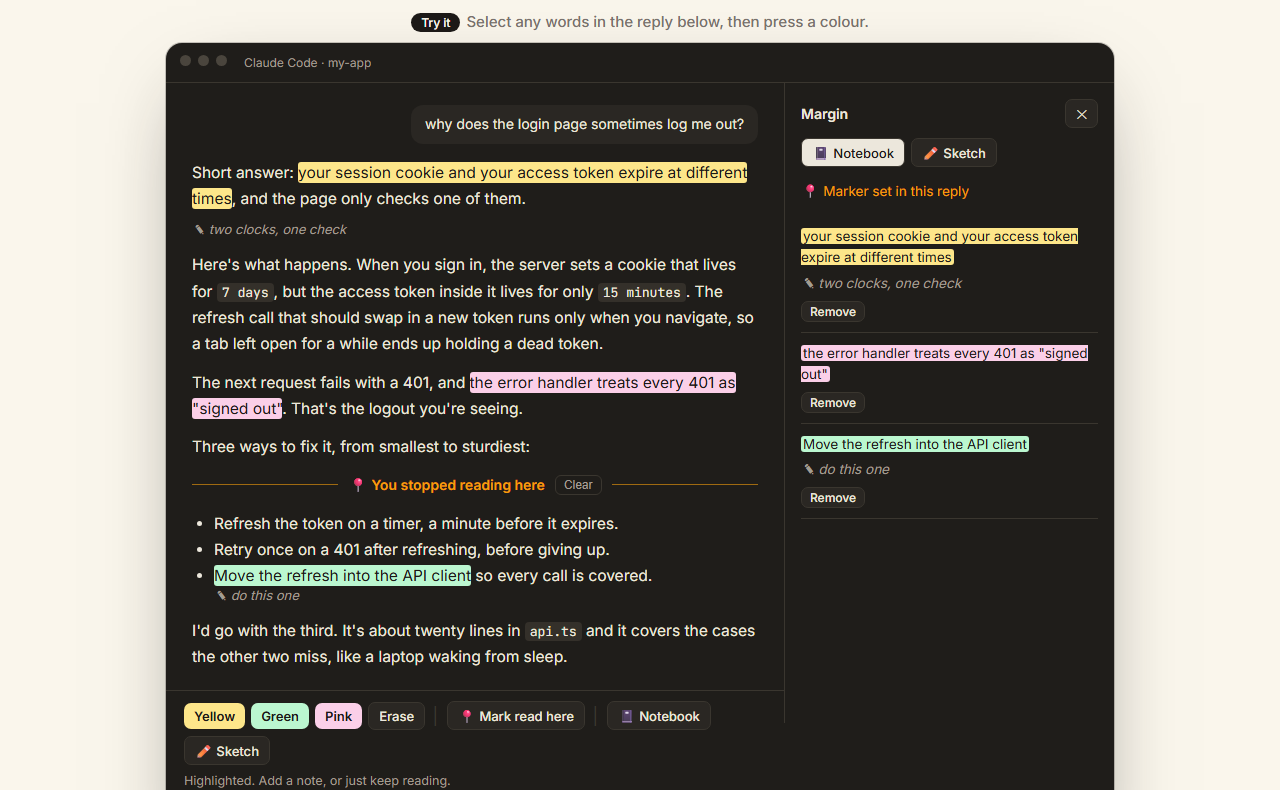 Try it Select any words in the reply below, then press a colour.
Claude Code · my-app
why does the login page sometimes log me out?
Short answer: your session cookie and your access token expire at different
times, and the page only checks one of them.
two clocks, one check
Here's what happens. When you sign in, the server sets a cookie that lives
for 7 days, but the access token inside it lives for only 15 minutes. The
refresh call that should swap in a new token runs only when you navigate, so
a tab left open for a while ends up holding a dead token.
The next request fails with a 401, and the error handler treats every 401 as
"signed out". That's the logout you're seeing.
Three ways to fix it, from smallest to sturdiest:
You stopped reading here Clear
• Refresh the token on a timer, a minute before it expires.
• Retry once on a 401 after refreshing, before giving up.
• Move the refresh into the API client so every call is covered.
do this one
I'd go with the third. It's about twenty lines in api.ts and it covers the cases
the other two miss, like a laptop waking from sleep.
Yellow Green Pink Erase Mark read here Notebook
Sketch
Highlighted. Add a note, or just keep reading.
Margin
Notebook Sketch
Marker set in this reply
your session cookie and your access token
expire at different times
two clocks, one check
Remove
the error handler treats every 401 as "signed
out"
Remove
Move the refresh into the API client
do this one
Remove